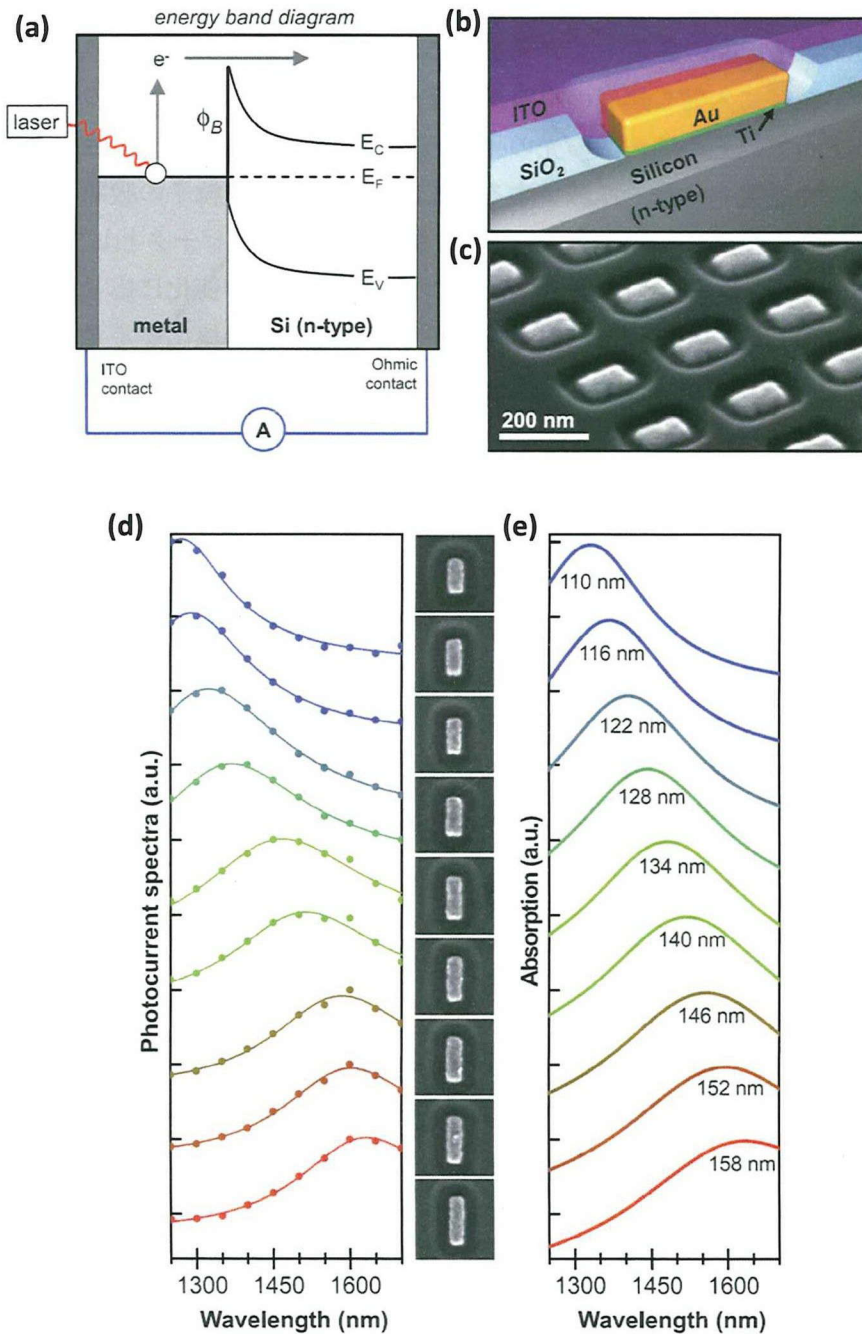 (a)
energy band diagram
e-
laser
ϕB
EC
EF
EV
metal
Si (n-type)
ITO
contact
Ohmic
contact
A
(b)
ITO
Au
Ti
SiO2
Silicon
(n-type)
(c)
200 nm
(d)
Photocurrent spectra (a.u.)
1300
1450
1600
Wavelength (nm)
(e)
Absorption (a.u.)
110 nm
116 nm
122 nm
128 nm
134 nm
140 nm
146 nm
152 nm
158 nm
1300
1450
1600
Wavelength (nm)